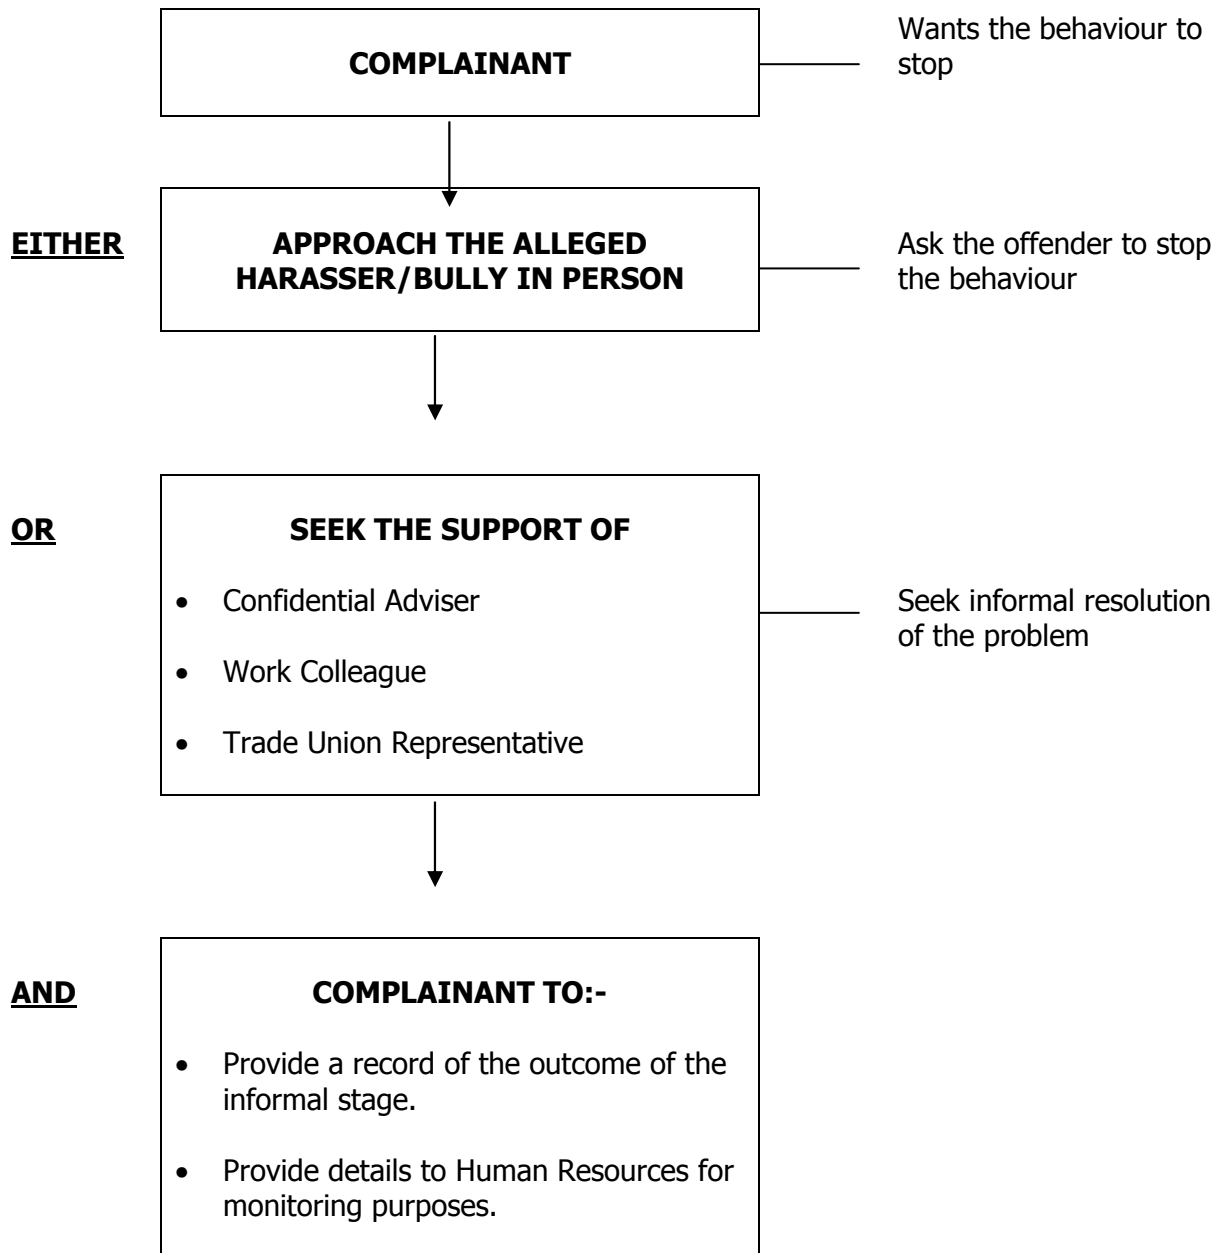 COMPLAINANT
Wants the behaviour to
stop
EITHER
APPROACH THE ALLEGED
HARASSER/BULLY IN PERSON
Ask the offender to stop
the behaviour
OR
SEEK THE SUPPORT OF
• Confidential Adviser
• Work Colleague
• Trade Union Representative
Seek informal resolution
of the problem
AND
COMPLAINANT TO:-
• Provide a record of the outcome of the
informal stage.
• Provide details to Human Resources for
monitoring purposes.